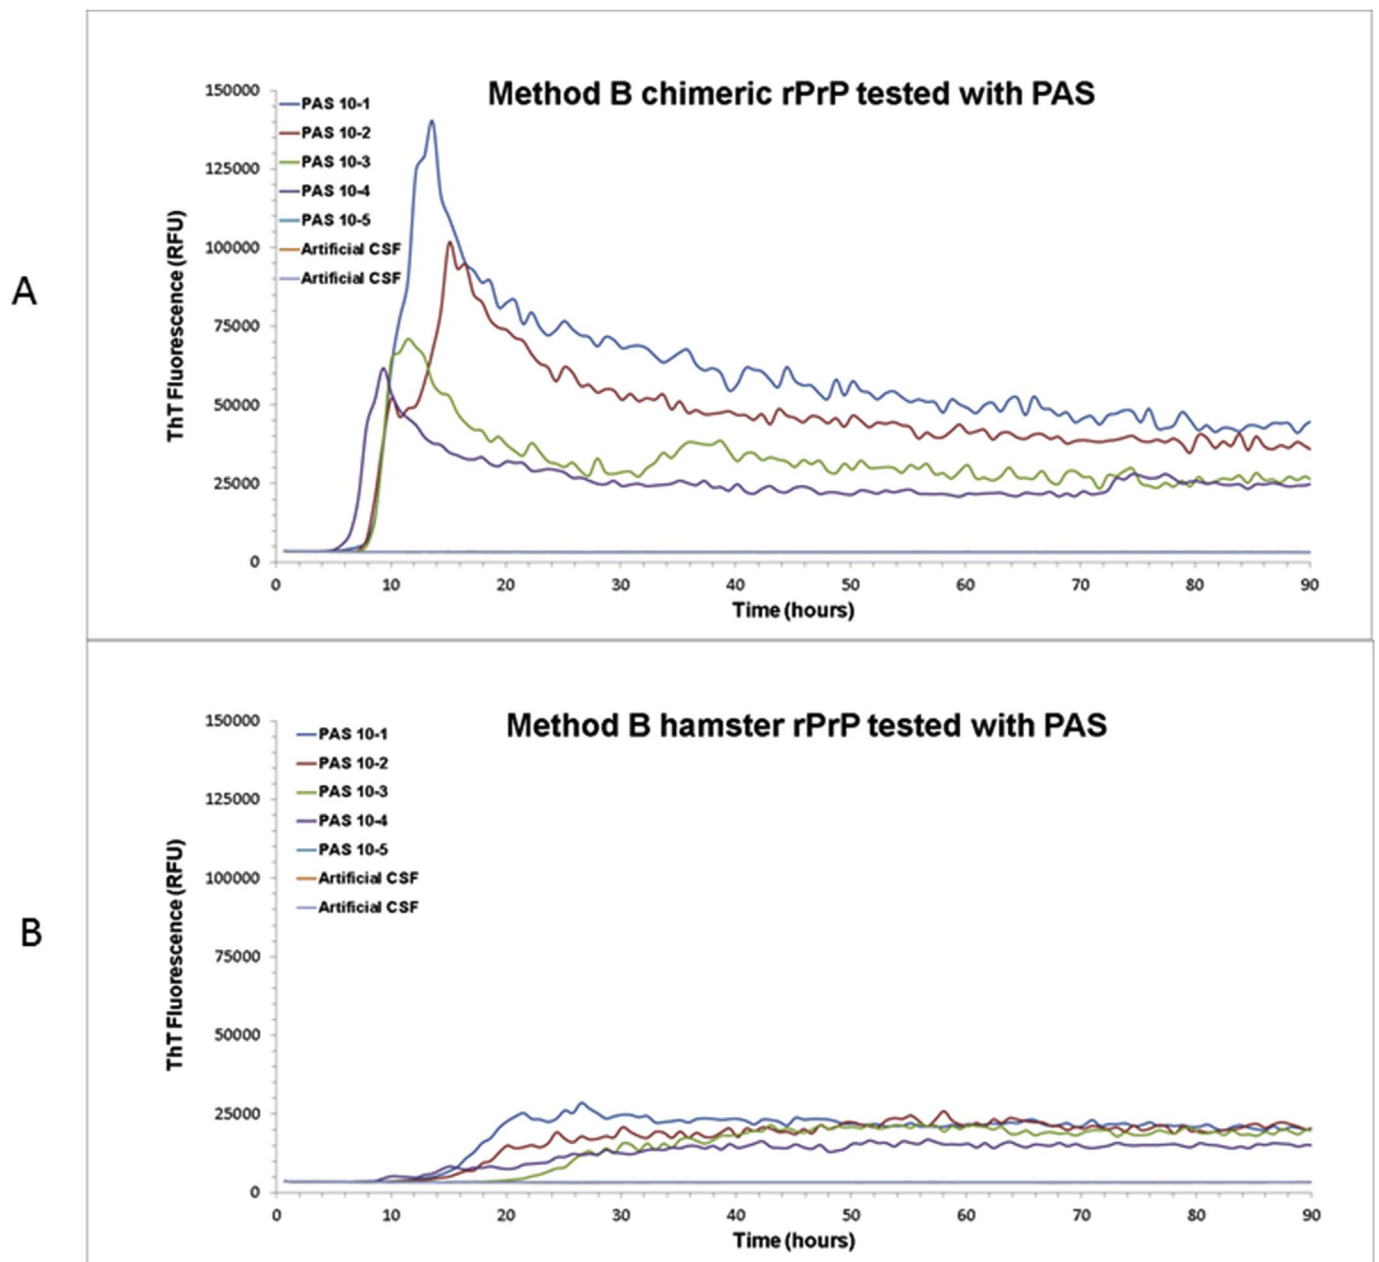 A
Method B chimeric rPrP tested with PAS
ThT Fluorescence (RFU)
150000
125000
100000
75000
50000
25000
0
PAS 10-1
PAS 10-2
PAS 10-3
PAS 10-4
PAS 10-5
Artificial CSF
Artificial CSF
0 10 20 30 40 50 60 70 80 90
Time (hours)
B
Method B hamster rPrP tested with PAS
ThT Fluorescence (RFU)
150000
125000
100000
75000
50000
25000
0
PAS 10-1
PAS 10-2
PAS 10-3
PAS 10-4
PAS 10-5
Artificial CSF
Artificial CSF
0 10 20 30 40 50 60 70 80 90
Time (hours)